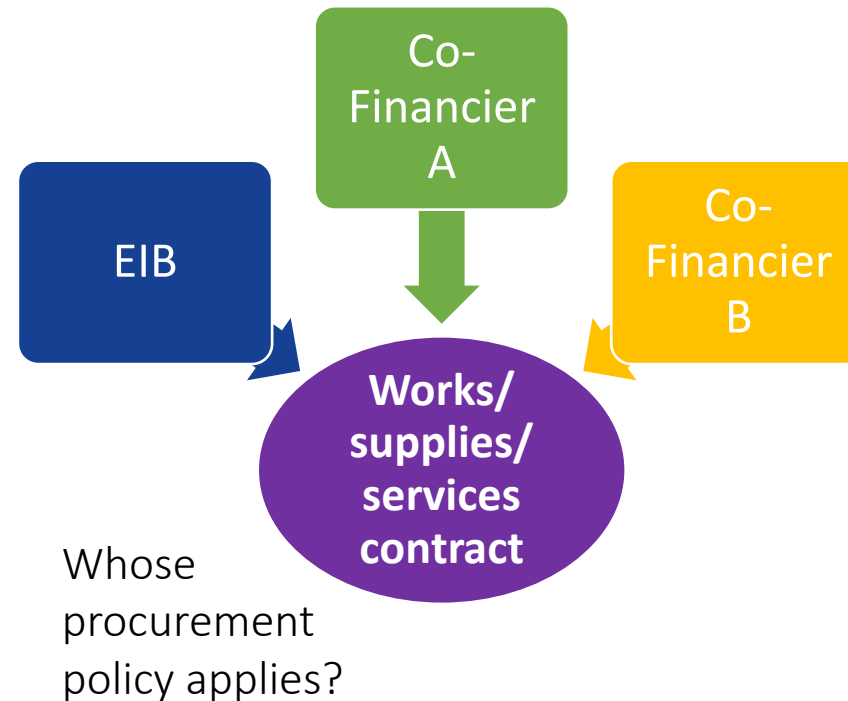 Co-
Financier
A
EIB
Co-
Financier
B
Works/
supplies/
services
contract
Whose
procurement
policy applies?